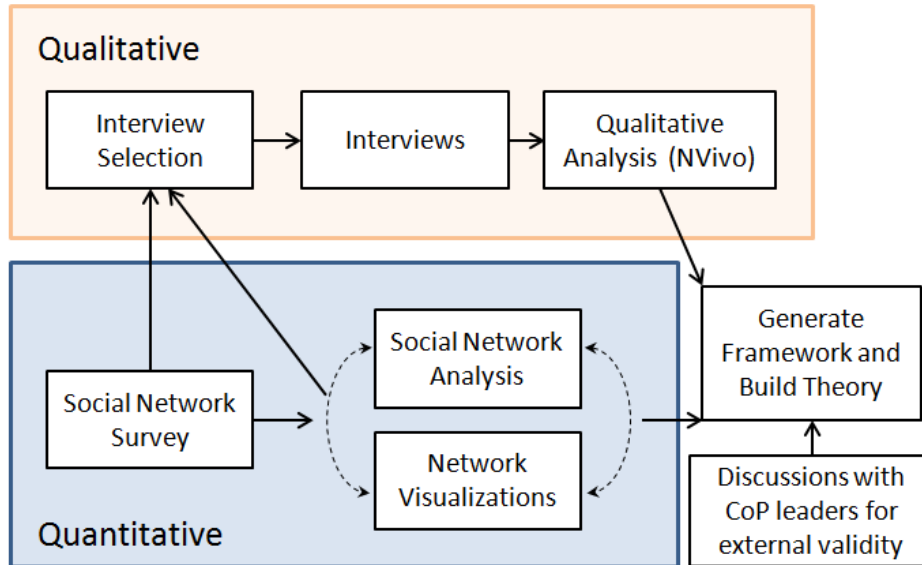 Qualitative
Interview
Selection
Interviews
Qualitative
Analysis (NVivo)
Social Network
Analysis
Generate
Framework and
Build Theory
Social Network
Survey
Network
Visualizations
Discussions with
CoP leaders for
external validity
Quantitative